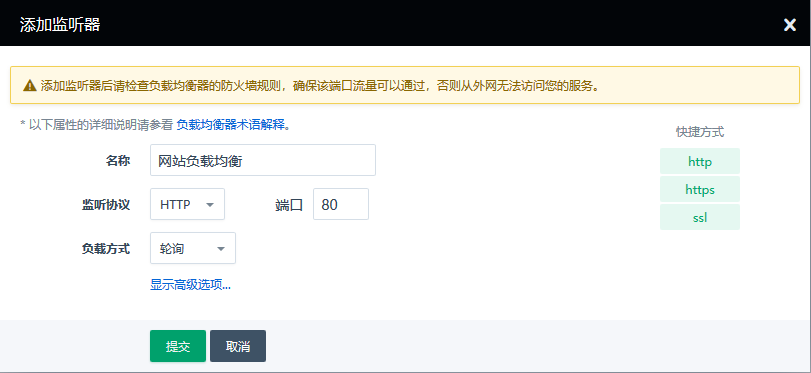 添加监听器
添加监听器后请检查负载均衡器的防火墙规则，确保该端口流量可以通过，否则从外网无法访问您的服务。
* 以下属性的详细说明请参看 负载均衡器术语解释。
快捷方式
http
https
ssl
名称 网站负载均衡
监听协议 HTTP 端口 80
负载方式 轮询
显示高级选项...
提交 取消